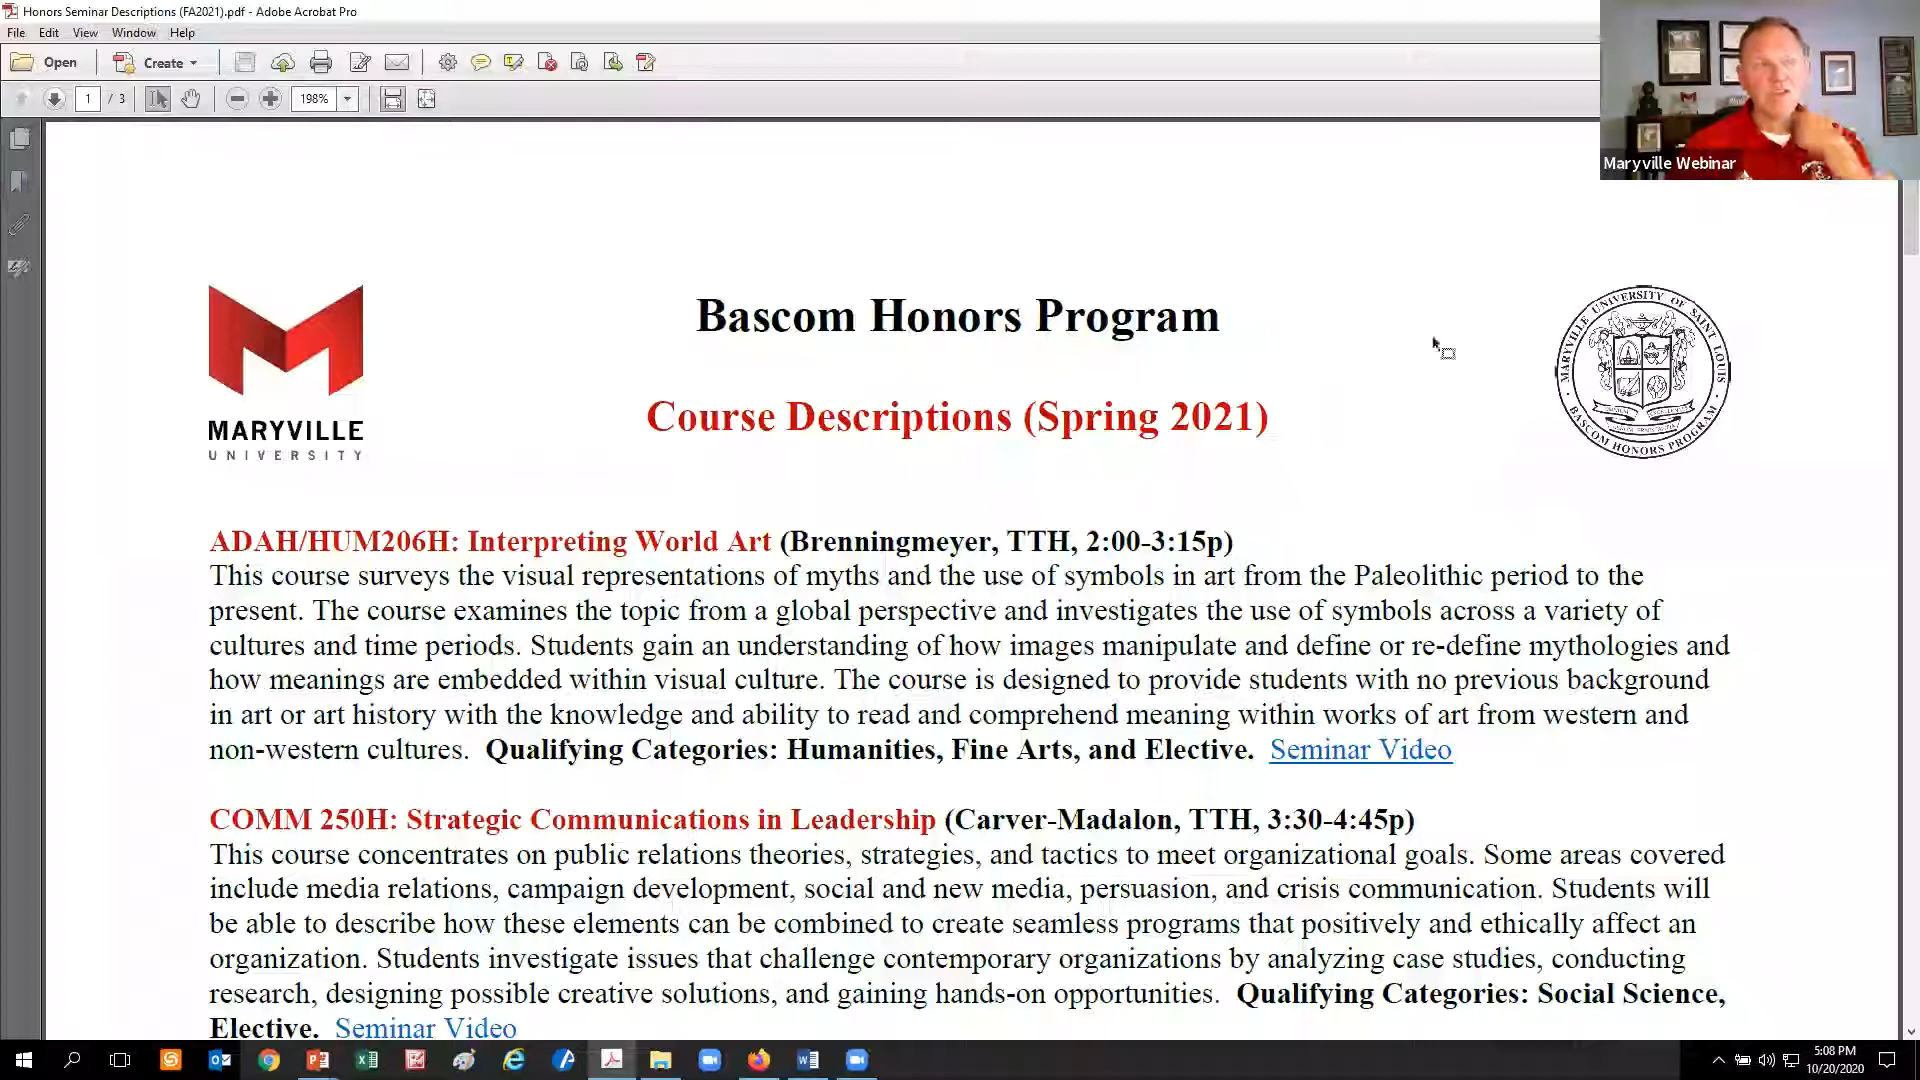 Honors Seminar Descriptions (FA2021).pdf - Adobe Acrobat Pro
File Edit View Window Help
Open Create
1 / 3 198%
Maryville Webinar
MARYVILLE
UNIVERSITY
Bascom Honors Program
Course Descriptions (Spring 2021)
MARYVILLE UNIVERSITY OF SAINT LOUIS
BASCOM HONORS PROGRAM
ADAH/HUM206H: Interpreting World Art (Brenningmeyer, TTH, 2:00-3:15p)
This course surveys the visual representations of myths and the use of symbols in art from the Paleolithic period to the
present. The course examines the topic from a global perspective and investigates the use of symbols across a variety of
cultures and time periods. Students gain an understanding of how images manipulate and define or re-define mythologies and
how meanings are embedded within visual culture. The course is designed to provide students with no previous background
in art or art history with the knowledge and ability to read and comprehend meaning within works of art from western and
non-western cultures. Qualifying Categories: Humanities, Fine Arts, and Elective. Seminar Video
COMM 250H: Strategic Communications in Leadership (Carver-Madalon, TTH, 3:30-4:45p)
This course concentrates on public relations theories, strategies, and tactics to meet organizational goals. Some areas covered
include media relations, campaign development, social and new media, persuasion, and crisis communication. Students will
be able to describe how these elements can be combined to create seamless programs that positively and ethically affect an
organization. Students investigate issues that challenge contemporary organizations by analyzing case studies, conducting
research, designing possible creative solutions, and gaining hands-on opportunities. Qualifying Categories: Social Science,
Elective. Seminar Video
5:08 PM
10/20/2020